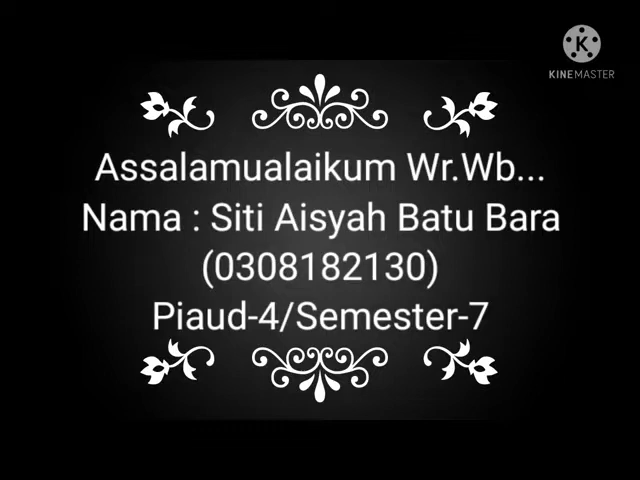 KINEMASTER
Assalamualaikum Wr.Wb...
Nama : Siti Aisyah Batu Bara
(0308182130)
Piaud-4/Semester-7